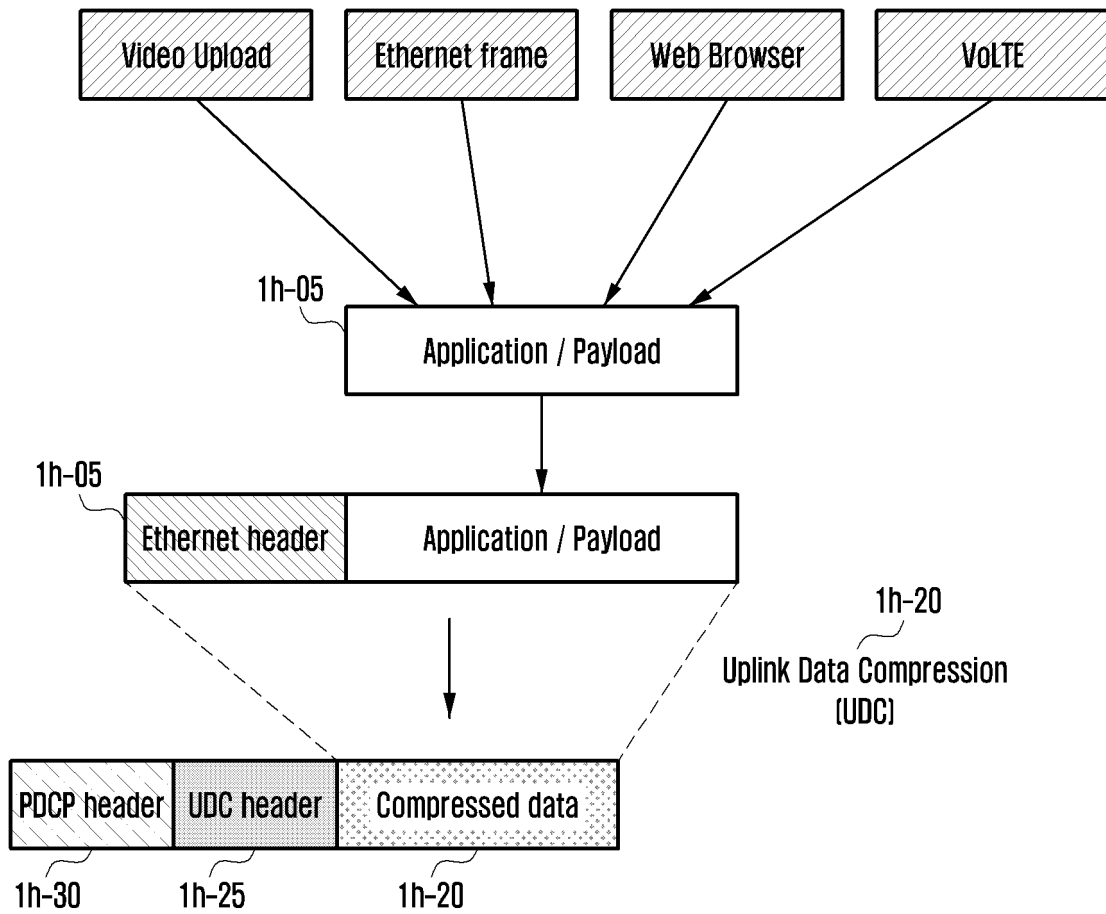 Video Upload
Ethernet frame
Web Browser
VoLTE
1h-05
Application / Payload
1h-05
Ethernet header
Application / Payload
1h-20
Uplink Data Compression
(UDC)
PDCP header
UDC header
Compressed data
1h-30
1h-25
1h-20